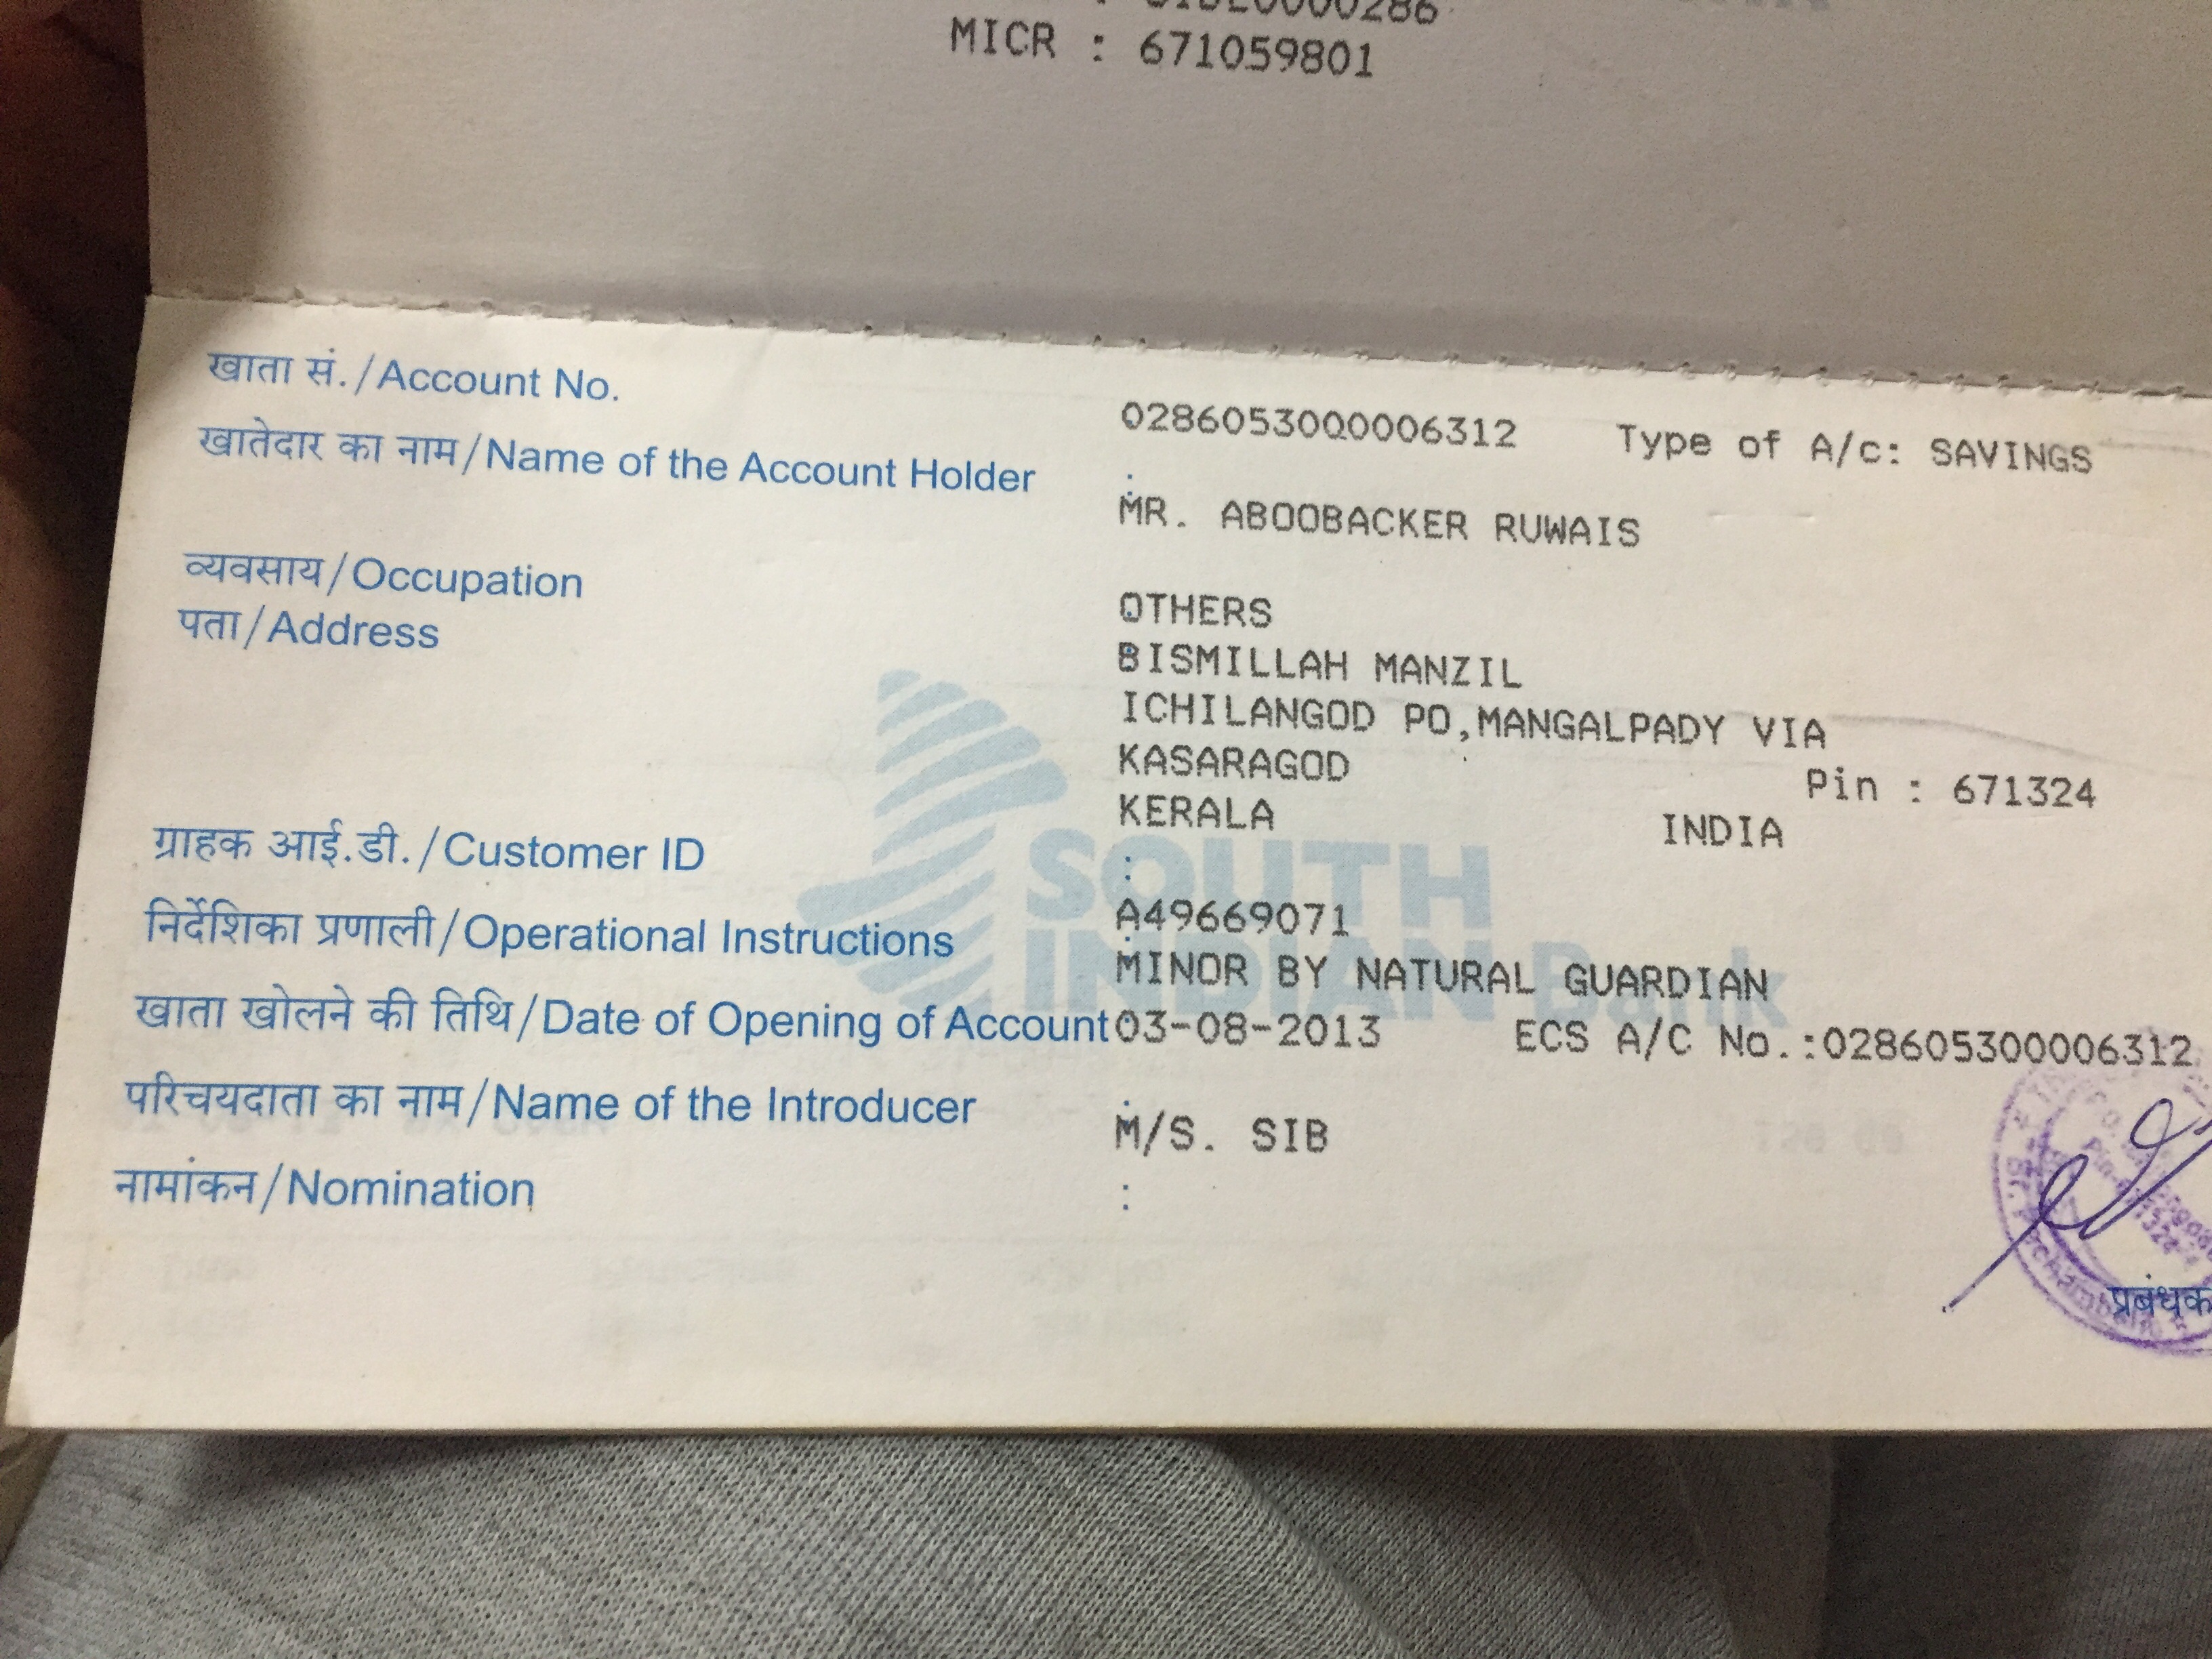 0000286
MICR : 671059801
खाता सं./Account No. 0286053000006312 Type of A/c: SAVINGS
खातेदार का नाम/Name of the Account Holder : MR. ABOOBACKER RUWAIS
व्यवसाय/Occupation OTHERS
पता/Address BISMILLAH MANZIL
ICHILANGOD PO,MANGALPADY VIA
KASARAGOD Pin : 671324
KERALA INDIA
ग्राहक आई.डी./Customer ID : A49669071
निर्देशिका प्रणाली/Operational Instructions : MINOR BY NATURAL GUARDIAN
खाता खोलने की तिथि/Date of Opening of Account 03-08-2013 ECS A/C No.:0286053000006312
परिचयदाता का नाम/Name of the Introducer : M/S. SIB
नामांकन/Nomination :
SOUTH
INDIAN Bank
प्रबंधक